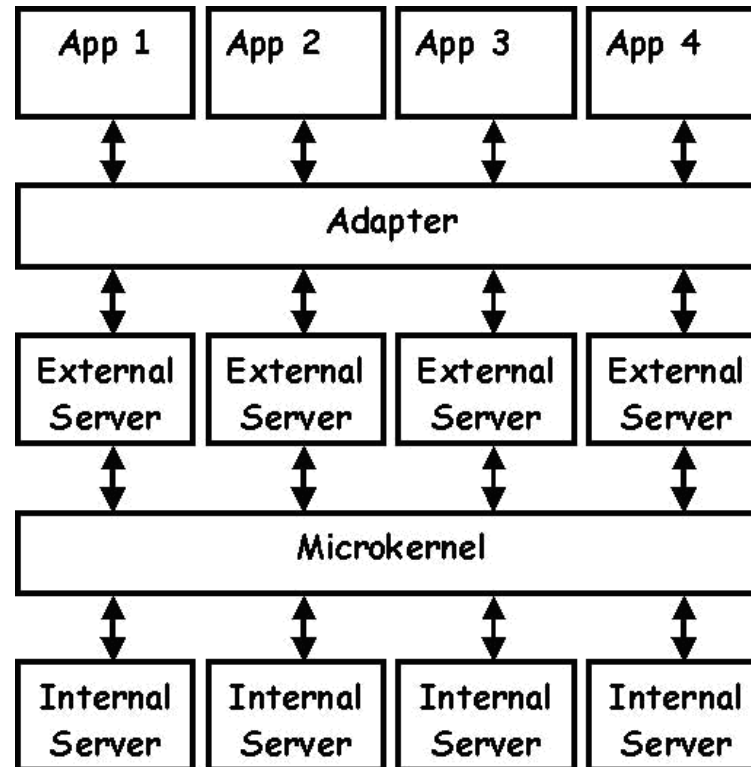 App 1
App 2
App 3
App 4
Adapter
External
Server
External
Server
External
Server
External
Server
Microkernel
Internal
Server
Internal
Server
Internal
Server
Internal
Server